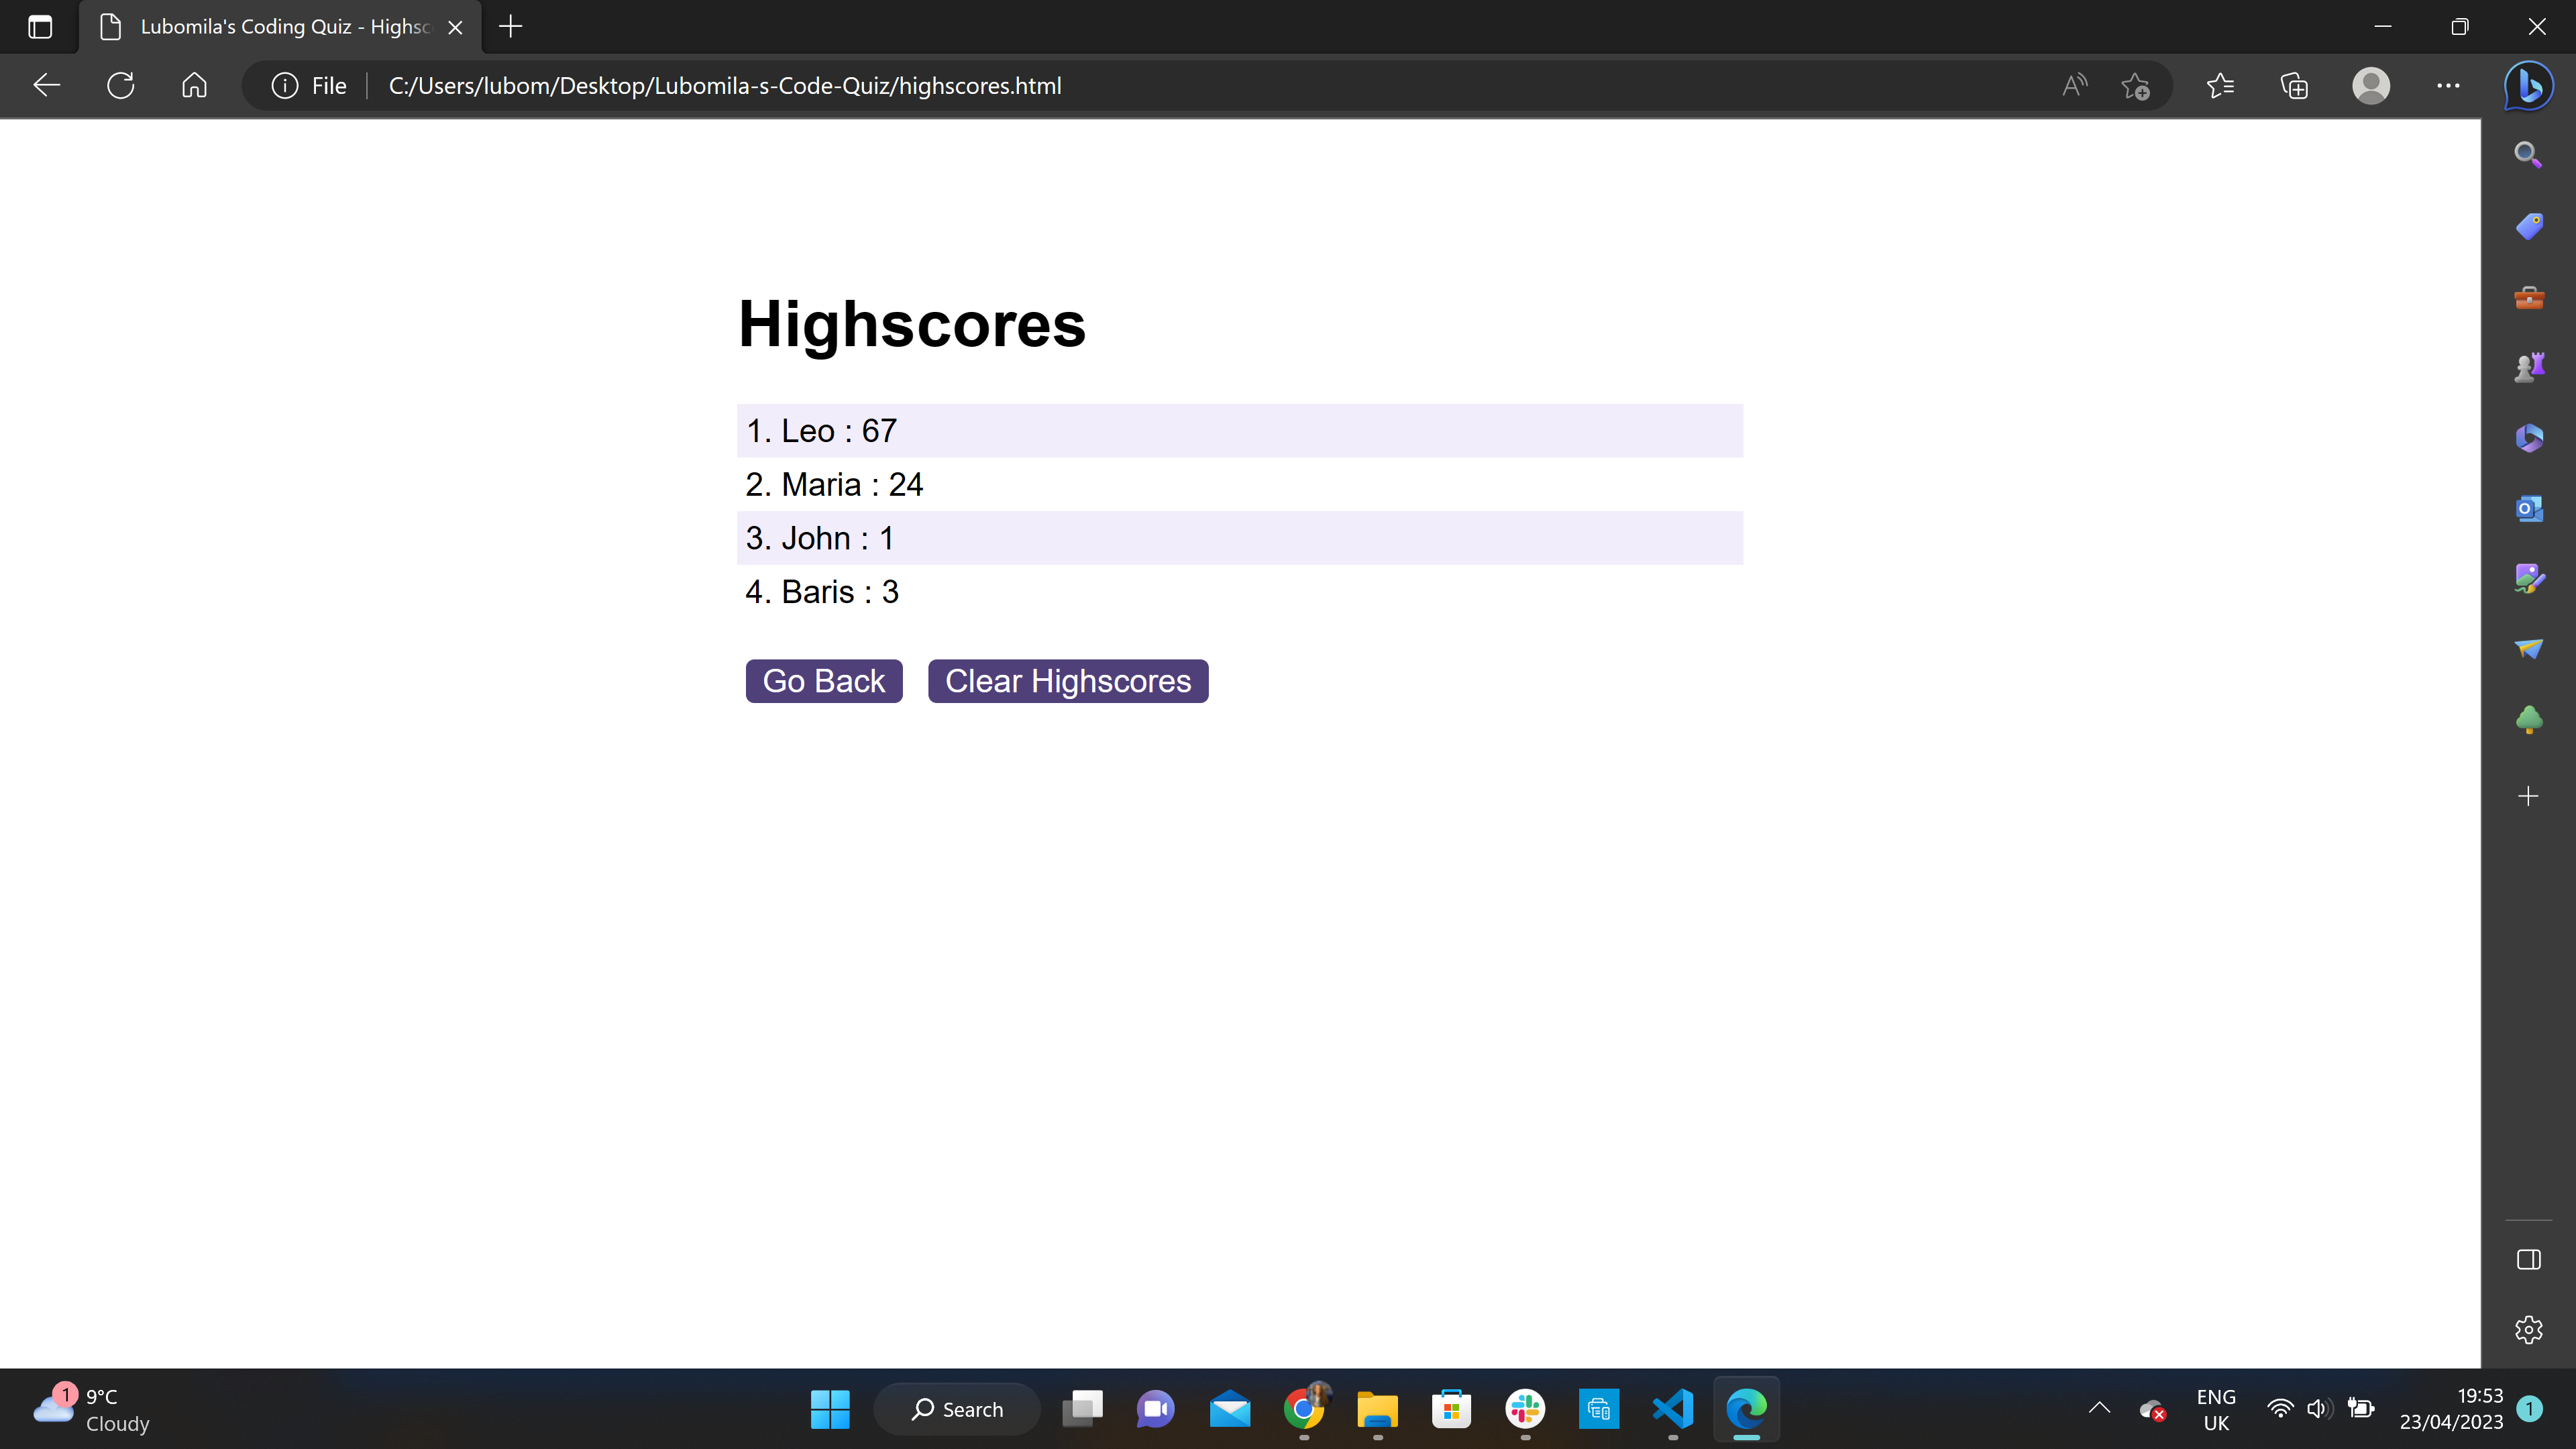 Lubomila's Coding Quiz - Highsc
File
C:/Users/lubom/Desktop/Lubomila-s-Code-Quiz/highscores.html
Highscores
1. Leo : 67
2. Maria : 24
3. John : 1
4. Baris : 3
Go Back
Clear Highscores
1
9°C
Cloudy
Search
ENG
UK
19:53
23/04/2023
1